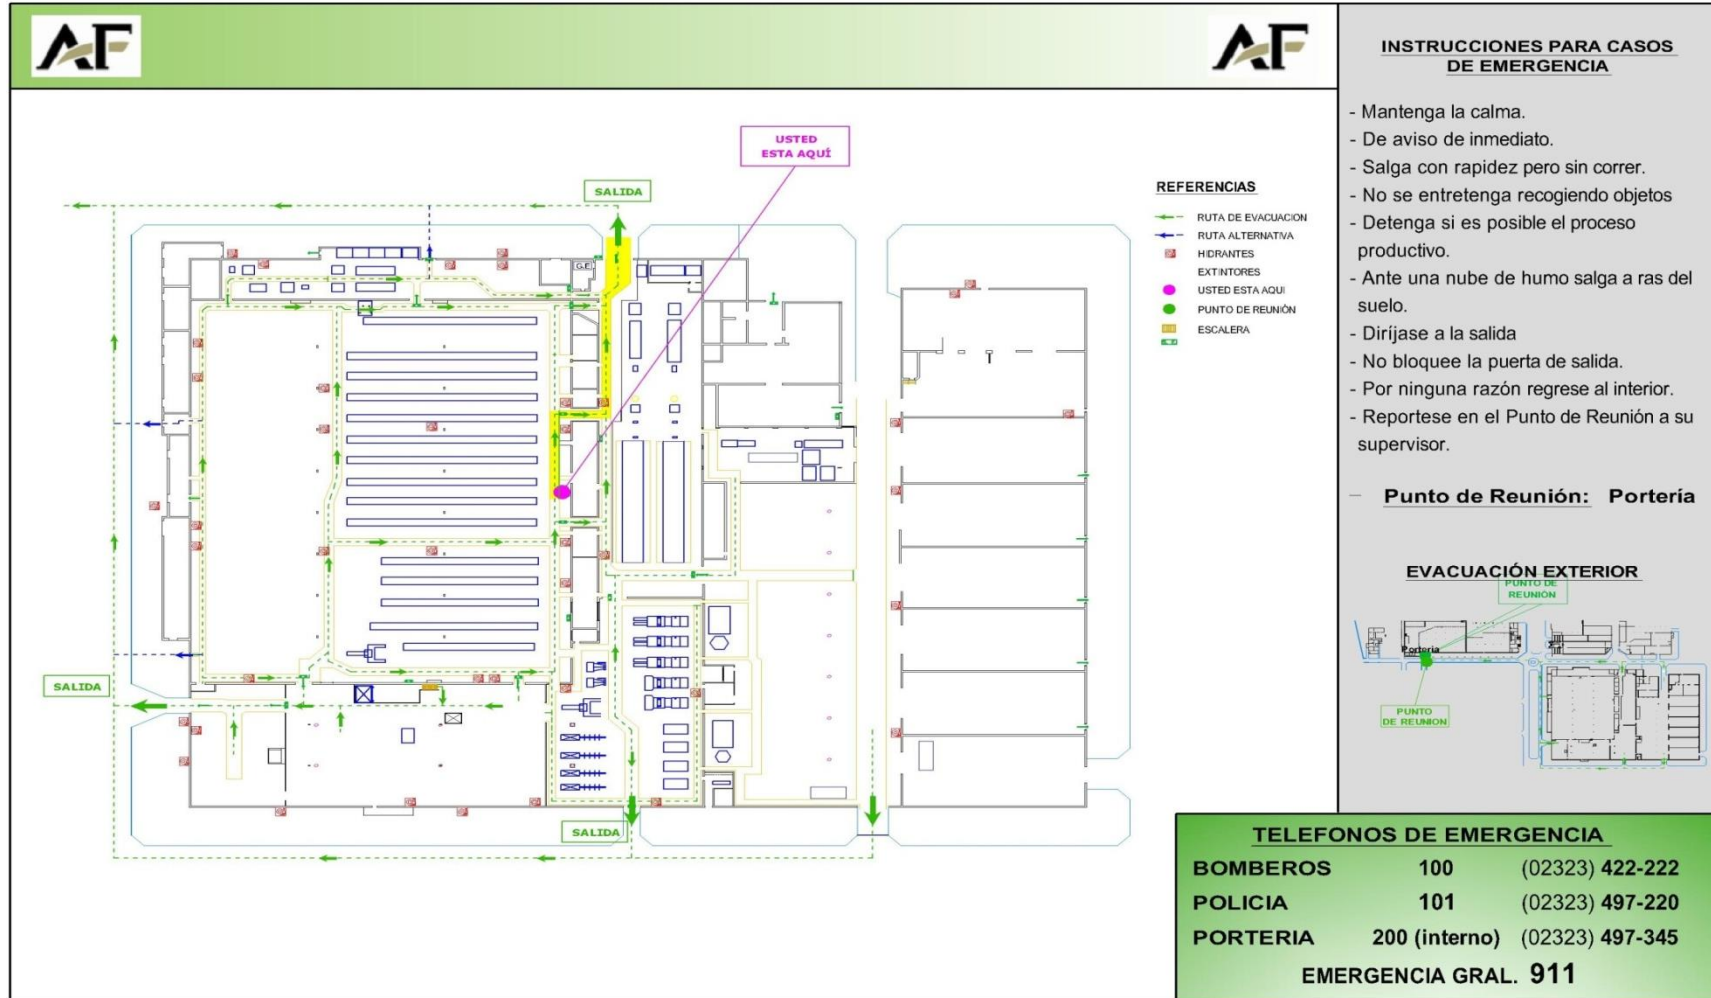 AF
AF
USTED
ESTA AQUÍ
SALIDA
G.E.
SALIDA
SALIDA
REFERENCIAS
RUTA DE EVACUACION
RUTA ALTERNATIVA
HIDRANTES
EXTINTORES
USTED ESTA AQUI
PUNTO DE REUNIÓN
ESCALERA
INSTRUCCIONES PARA CASOS
DE EMERGENCIA
- Mantenga la calma.
- De aviso de inmediato.
- Salga con rapidez pero sin correr.
- No se entretenga recogiendo objetos
- Detenga si es posible el proceso
productivo.
- Ante una nube de humo salga a ras del
suelo.
- Diríjase a la salida
- No bloquee la puerta de salida.
- Por ninguna razón regrese al interior.
- Reportese en el Punto de Reunión a su
supervisor.
– Punto de Reunión: Portería
EVACUACIÓN EXTERIOR
PUNTO DE
REUNIÓN
Portería
PUNTO
DE REUNION
TELEFONOS DE EMERGENCIA
BOMBEROS 100 (02323) 422-222
POLICIA 101 (02323) 497-220
PORTERIA 200 (interno) (02323) 497-345
EMERGENCIA GRAL. 911